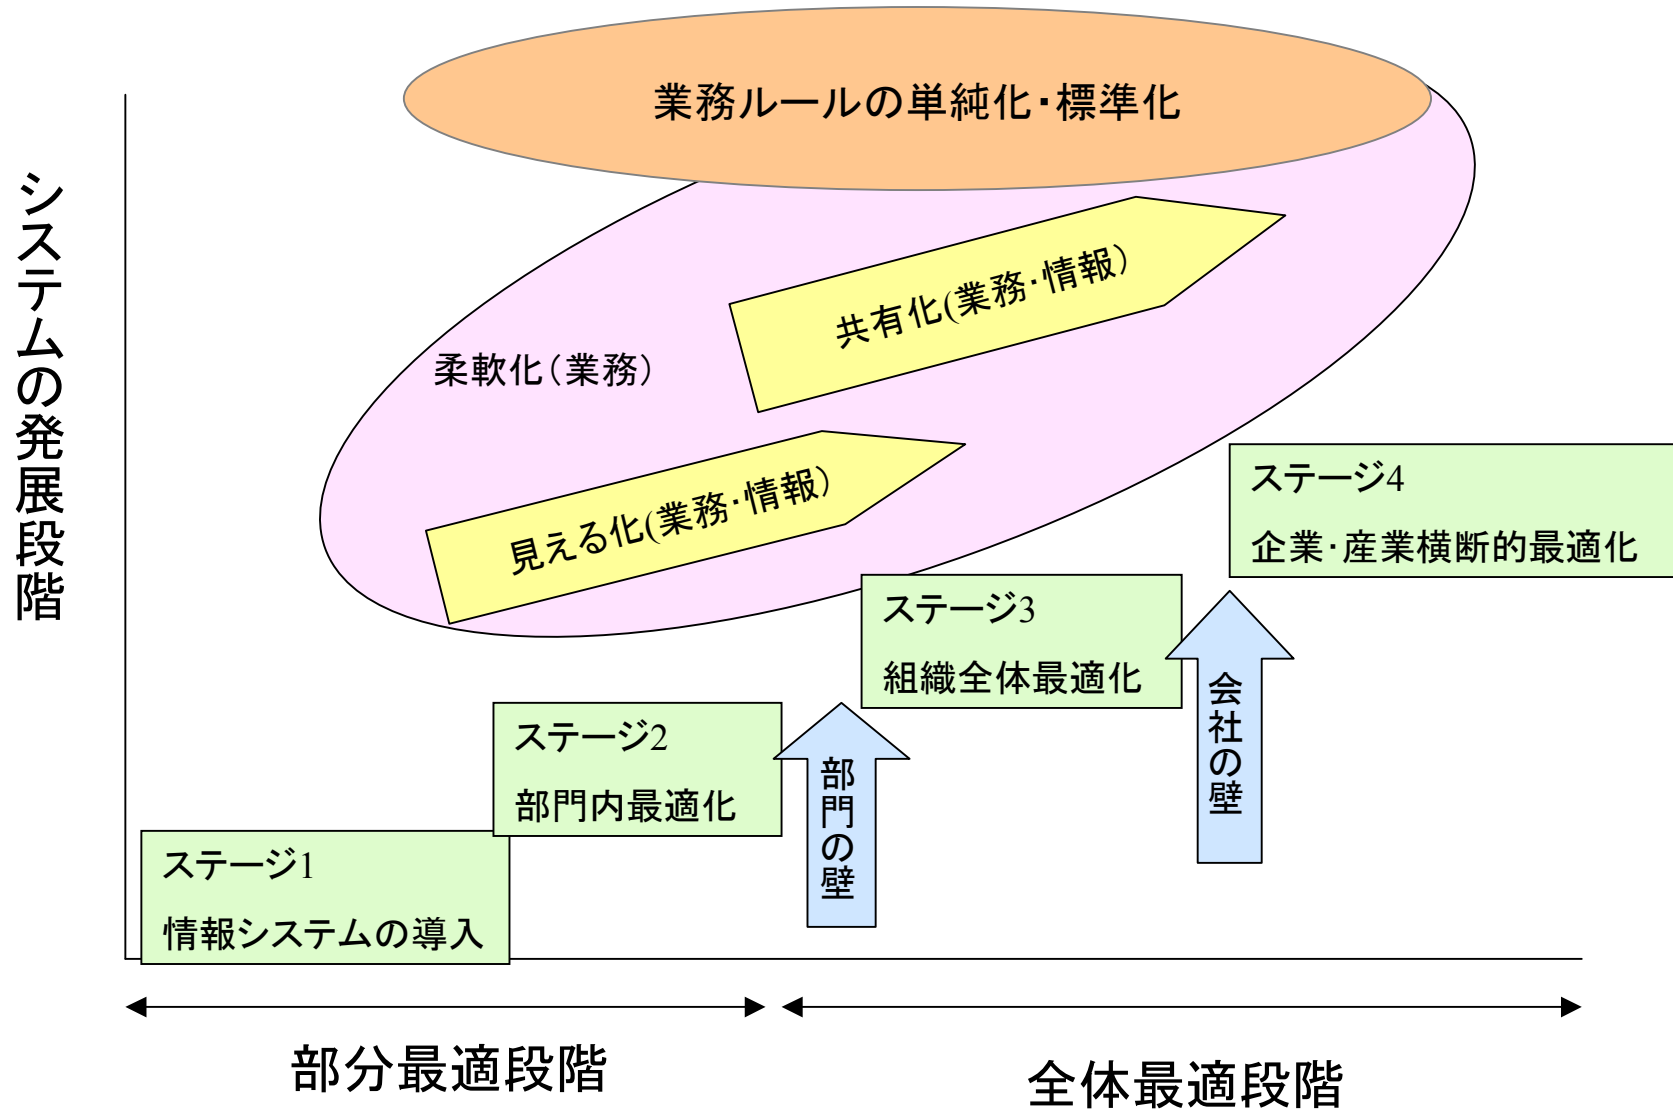 業務ルールの単純化・標準化
システムの発展段階
共有化(業務・情報）
柔軟化（業務）
見える化(業務・情報）
ステージ4
企業・産業横断的最適化
ステージ3
組織全体最適化
会社の壁
ステージ2
部門内最適化
部門の壁
ステージ1
情報システムの導入
部分最適段階
全体最適段階